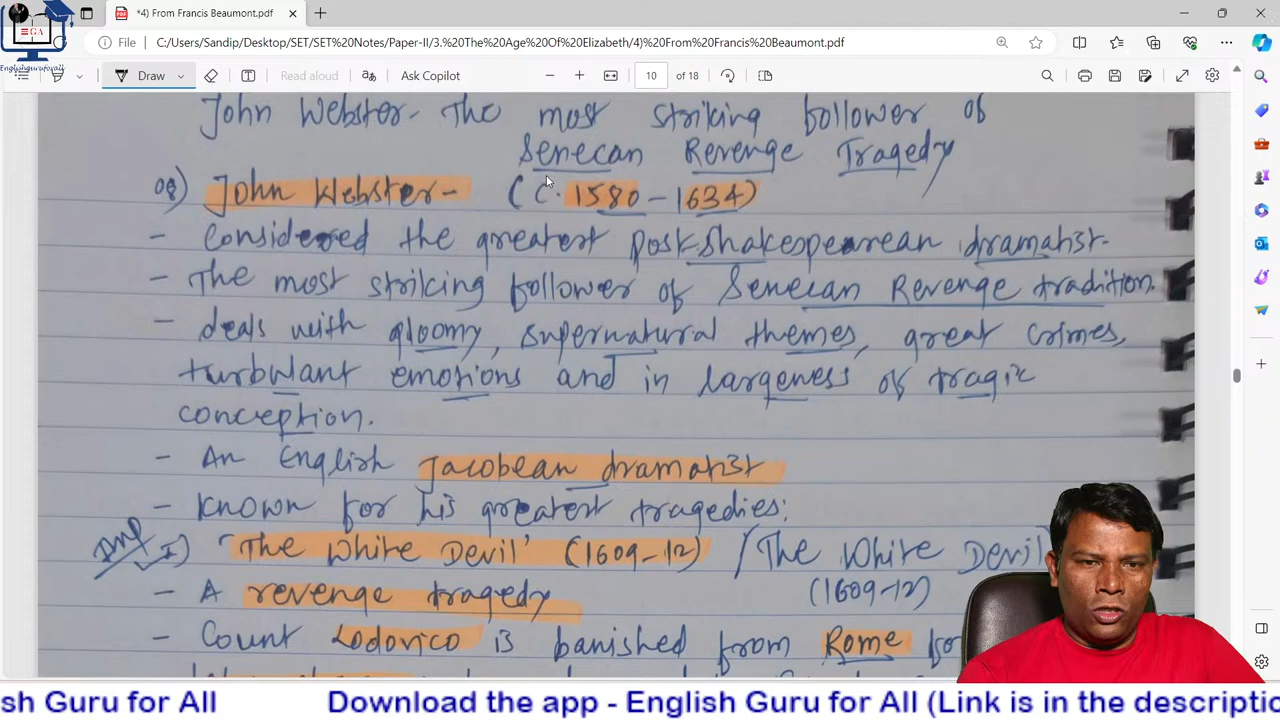 *4) From Francis Beaumont.pdf
EGA
Englishguruforall
File C:/Users/Sandip/Desktop/SET/SET%20Notes/Paper-II/3.%20The%20Age%20Of%20Elizabeth/4)%20From%20Francis%20Beaumont.pdf
Draw Read aloud Ask Copilot 10 of 18
John Webster- The most striking follower of
Senecan Revenge Tragedy
08) John Webster- (C. 1580-1634)
- Considered the greatest post-Shakespearean dramatist-
- The most striking follower of Senecan Revenge tradition.
- deals with gloomy, supernatural themes, great crimes,
turbulant emotions and in largeness of tragic
conception.
- An English Jacobean dramatist
- Known for his greatest tragedies:
Imp I) 'The White Devil' (1609-12) / The White Devil
(1609-12)
- A revenge tragedy
- Count Lodovico is banished from Rome for
sh Guru for All Download the app - English Guru for All (Link is in the descriptio